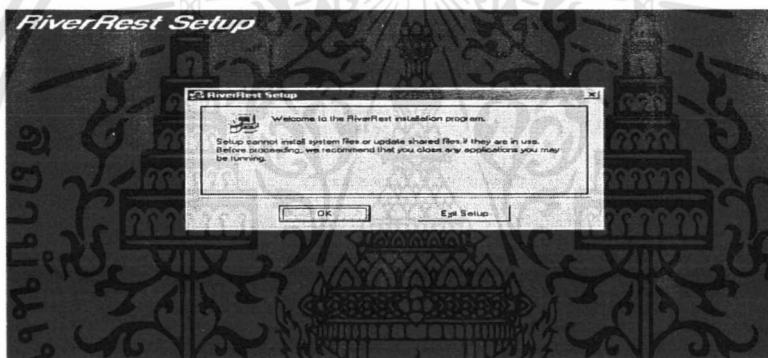 RiverRest Setup
RiverRest Setup
Welcome to the RiverRest installation program.
Setup cannot install system files or update shared files if they are in use.
Before proceeding, we recommend that you close any applications you may
be running.
OK
Exit Setup